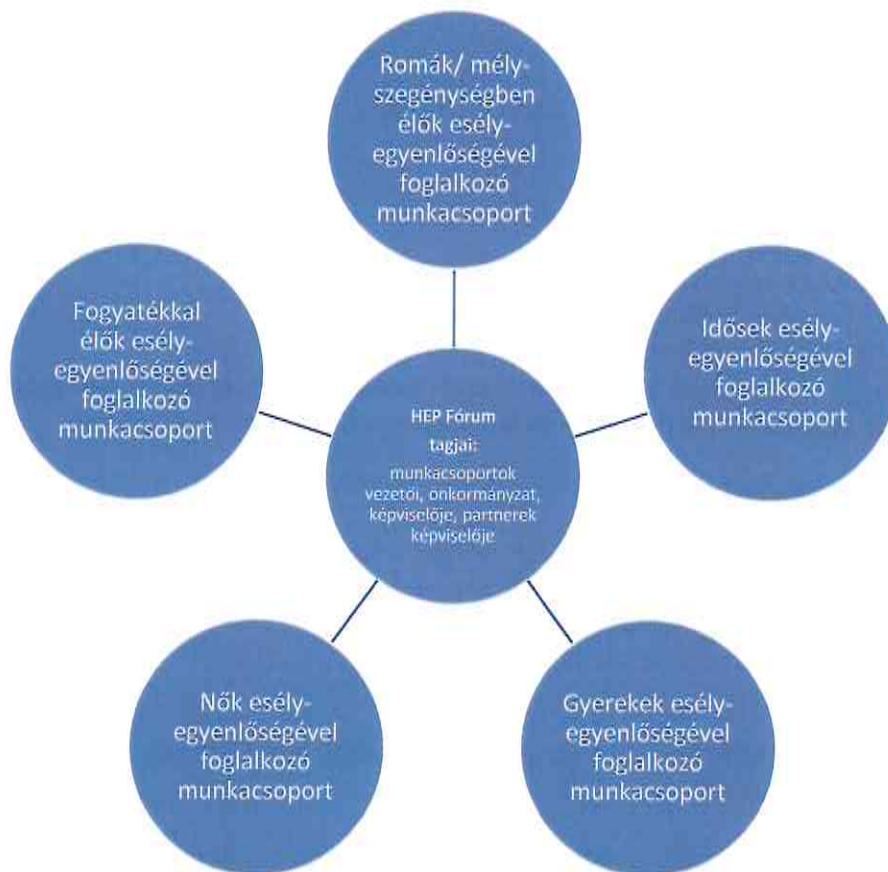 Romák/ mély-
szegénységben
élők esély-
egyenlőségével
foglalkozó
munkacsoport
Fogyatékkal
élők esély-
egyenlőségével
foglalkozó
munkacsoport
Idősek esély-
egyenlőségével
foglalkozó
munkacsoport
HEP Fórum
tagjai:
munkacsoportok
vezetői, önkormányzat,
képviselője, partnerek
képviselője
Nők esély-
egyenlőségével
foglalkozó
munkacsoport
Gyerekek esély-
egyenlőségével
foglalkozó
munkacsoport